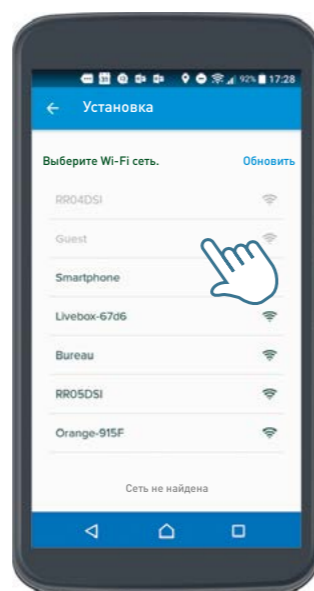 92% 17:28
Установка
Выберите Wi-Fi сеть. Обновить
RR04DSI
Guest
Smartphone
Livebox-67d6
Bureau
RR05DSI
Orange-915F
Сеть не найдена